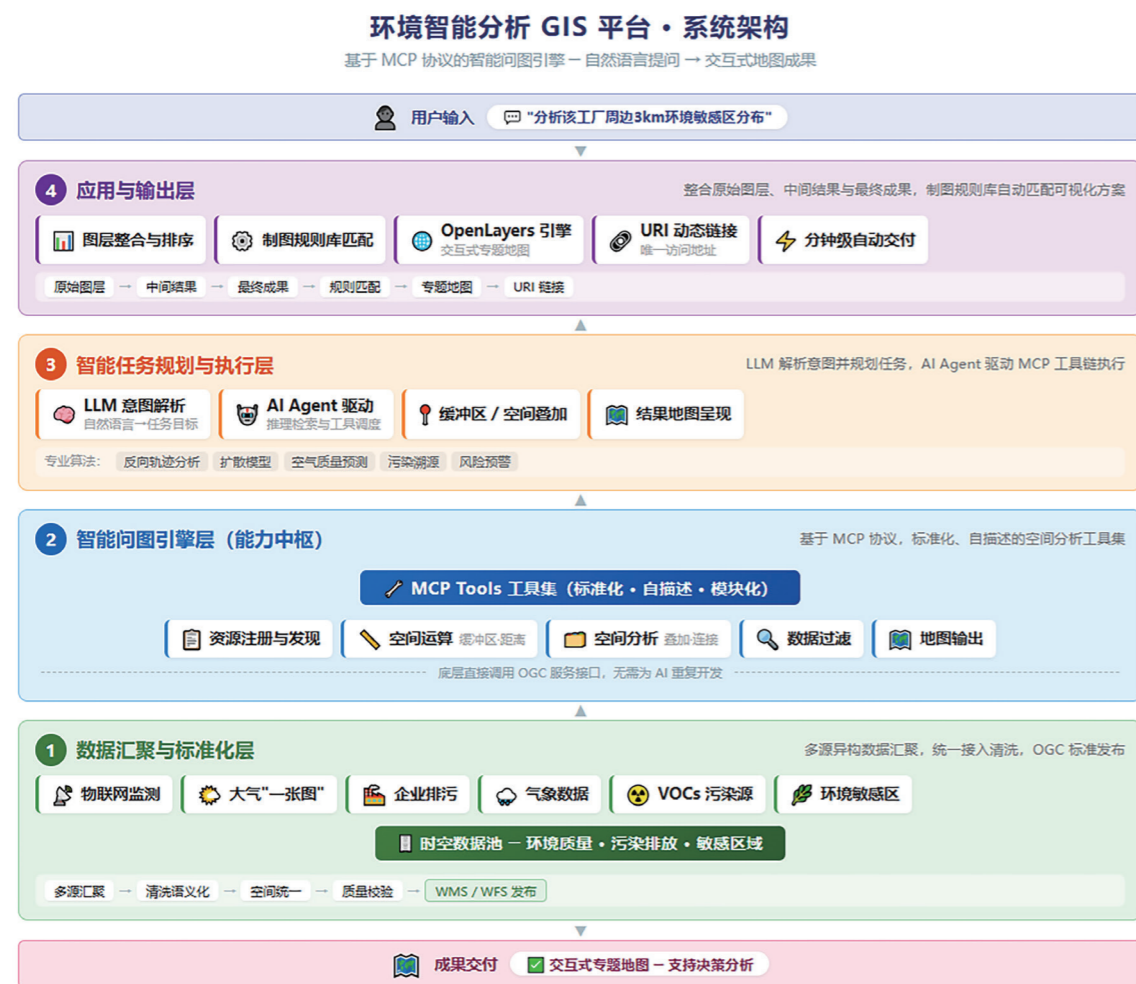 环境智能分析 GIS 平台 • 系统架构
基于 MCP 协议的智能问图引擎 — 自然语言提问 → 交互式地图成果
用户输入 "分析该工厂周边3km环境敏感区分布"
4 应用与输出层 整合原始图层、中间结果与最终成果，制图规则库自动匹配可视化方案
图层整合与排序 制图规则库匹配 OpenLayers 引擎 URI 动态链接 分钟级自动交付
交互式专题地图 唯一访问地址
原始图层 → 中间结果 → 最终成果 → 规则匹配 → 专题地图 → URI 链接
3 智能任务规划与执行层 LLM 解析意图并规划任务，AI Agent 驱动 MCP 工具链执行
LLM 意图解析 AI Agent 驱动 缓冲区 / 空间叠加 结果地图呈现
自然语言→任务目标 推理检索与工具调度
专业算法： 反向轨迹分析 扩散模型 空气质量预测 污染溯源 风险预警
2 智能问图引擎层（能力中枢） 基于 MCP 协议，标准化、自描述的空间分析工具集
MCP Tools 工具集（标准化 • 自描述 • 模块化）
资源注册与发现 空间运算 缓冲区·距离 空间分析 叠加·连接 数据过滤 地图输出
底层直接调用 OGC 服务接口，无需为 AI 重复开发
1 数据汇聚与标准化层 多源异构数据汇聚，统一接入清洗，OGC 标准发布
物联网监测 大气"一张图" 企业排污 气象数据 VOCs 污染源 环境敏感区
时空数据池 — 环境质量 • 污染排放 • 敏感区域
多源汇聚 → 清洗语义化 → 空间统一 → 质量校验 → WMS / WFS 发布
成果交付 交互式专题地图 — 支持决策分析